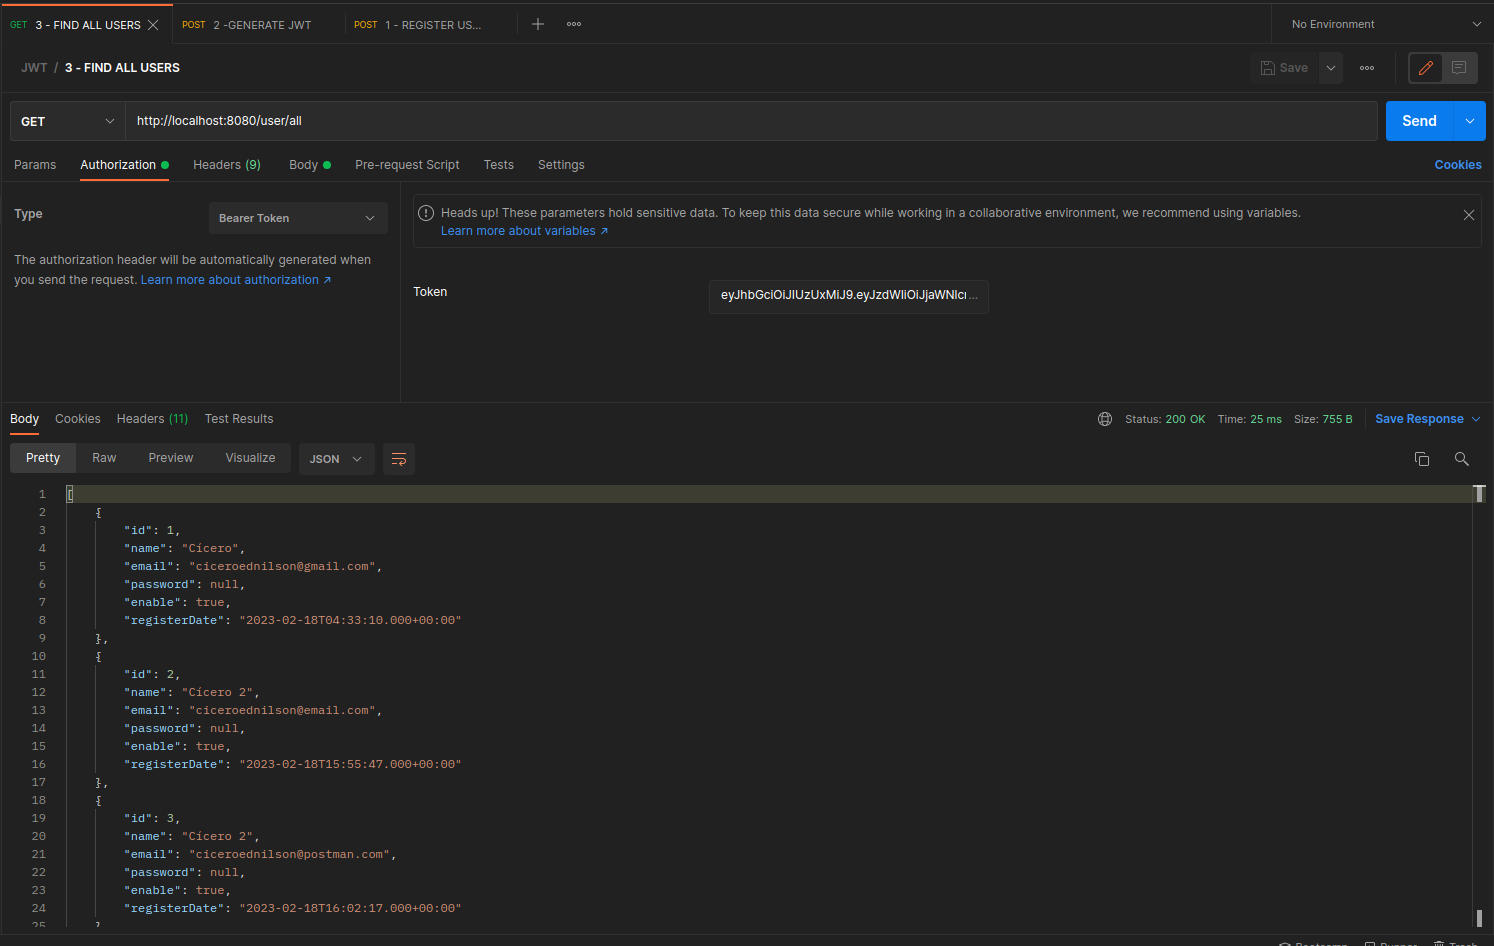 GET 3 - FIND ALL USERS POST 2 -GENERATE JWT POST 1 - REGISTER US... No Environment
JWT / 3 - FIND ALL USERS Save
GET http://localhost:8080/user/all Send
Params Authorization Headers (9) Body Pre-request Script Tests Settings Cookies
Type Bearer Token
The authorization header will be automatically generated when
you send the request. Learn more about authorization ↗
Heads up! These parameters hold sensitive data. To keep this data secure while working in a collaborative environment, we recommend using variables.
Learn more about variables ↗
Token eyJhbGciOiJIUzUxMiJ9.eyJzdWIiOiJjaWNlcı...
Body Cookies Headers (11) Test Results Status: 200 OK Time: 25 ms Size: 755 B Save Response
Pretty Raw Preview Visualize JSON
1 [
2 {
3 "id": 1,
4 "name": "Cícero",
5 "email": "ciceroednilson@gmail.com",
6 "password": null,
7 "enable": true,
8 "registerDate": "2023-02-18T04:33:10.000+00:00"
9 },
10 {
11 "id": 2,
12 "name": "Cícero 2",
13 "email": "ciceroednilson@email.com",
14 "password": null,
15 "enable": true,
16 "registerDate": "2023-02-18T15:55:47.000+00:00"
17 },
18 {
19 "id": 3,
20 "name": "Cícero 2",
21 "email": "ciceroednilson@postman.com",
22 "password": null,
23 "enable": true,
24 "registerDate": "2023-02-18T16:02:17.000+00:00"
25 }
Bootcamp Runner Trash